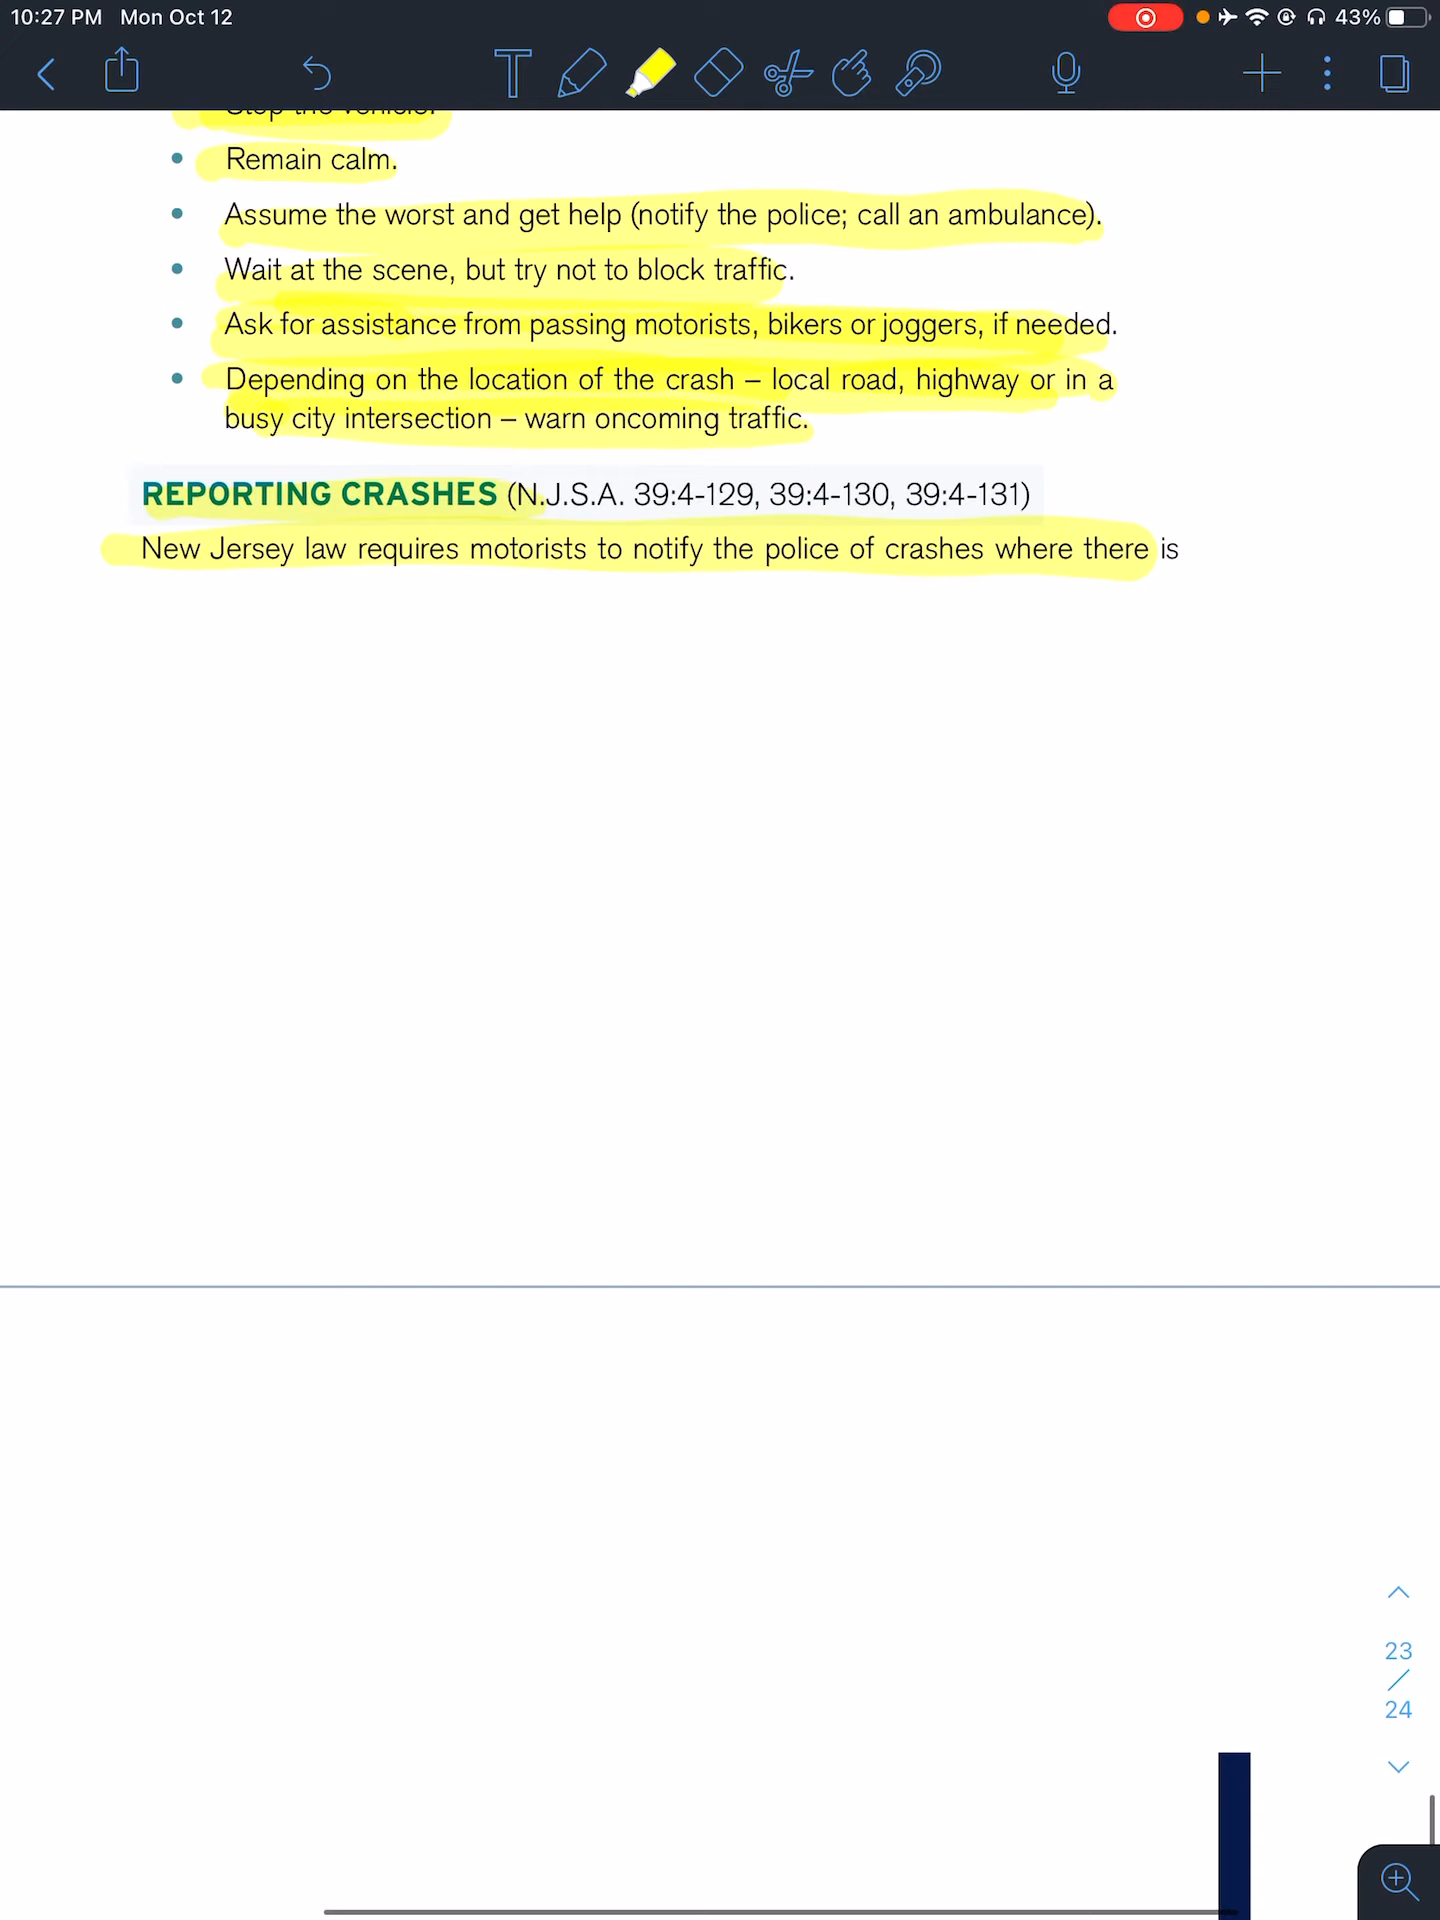 10:27 PM Mon Oct 12
43%
Stop the vehicle.
• Remain calm.
• Assume the worst and get help (notify the police; call an ambulance).
• Wait at the scene, but try not to block traffic.
• Ask for assistance from passing motorists, bikers or joggers, if needed.
• Depending on the location of the crash – local road, highway or in a
busy city intersection – warn oncoming traffic.
REPORTING CRASHES (N.J.S.A. 39:4-129, 39:4-130, 39:4-131)
New Jersey law requires motorists to notify the police of crashes where there is
23
/
24